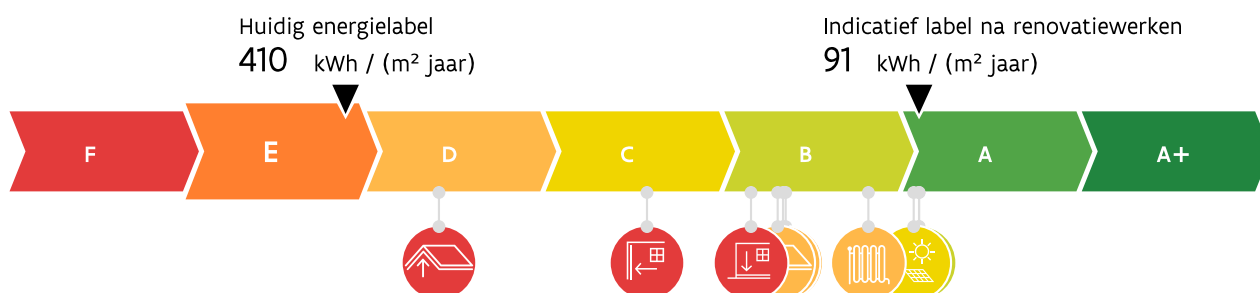 Huidig energielabel
410 kWh / (m² jaar)
Indicatief label na renovatiewerken
91 kWh / (m² jaar)
F E D C B A A+